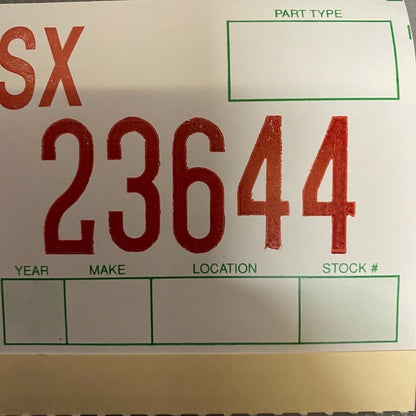 PART TYPE
SX
23644
YEAR MAKE LOCATION STOCK #